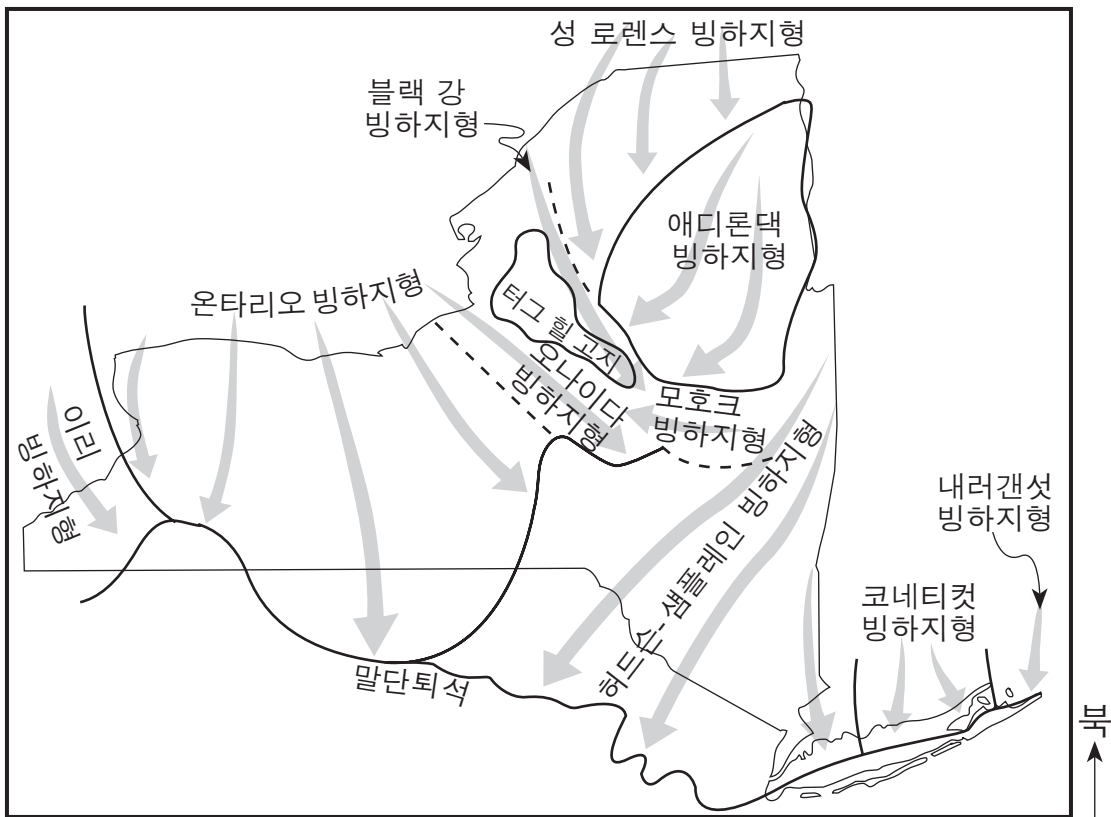 성 로렌스 빙하지형
블랙 강
빙하지형
애디론댁
빙하지형
온타리오 빙하지형
터그 힐 고지
오나이다
빙하지형
모호크
빙하지형
이리
빙하지형
허드슨-샘플레인 빙하지형
내러갠섯
빙하지형
코네티컷
빙하지형
말단퇴석
북